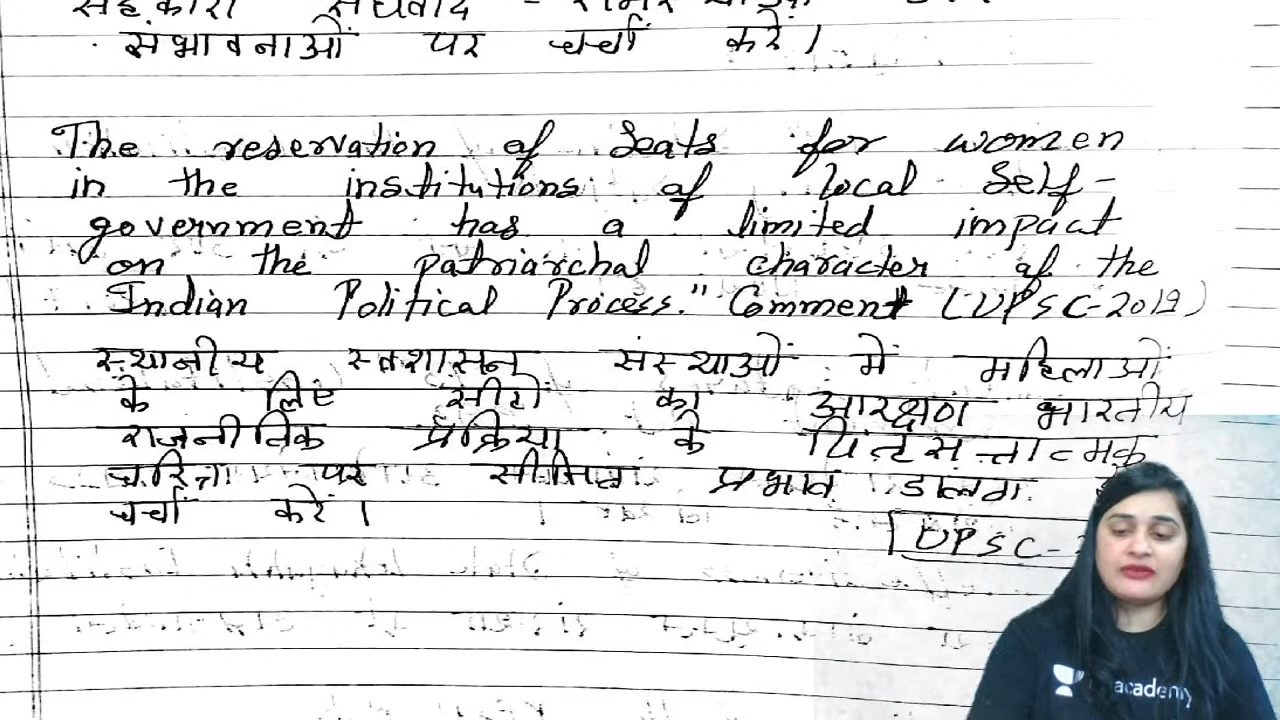 सहकारी संघवाद -
संभावनाओं पर चर्चा करें।
The reservation of Seats for women
in the institutions of local Self-
government has a limited impact
on the patriarchal character of the
Indian Political Process." Comment (UPSC-2019)
स्थानीय स्वशासन संस्थाओं में महिलाओं
के लिए सीटों का आरक्षण भारतीय
राजनीतिक प्रक्रिया के पितृसत्तात्मक
चरित्र पर सीमित प्रभाव डालता
चर्चा करें।
UPSC-
academy